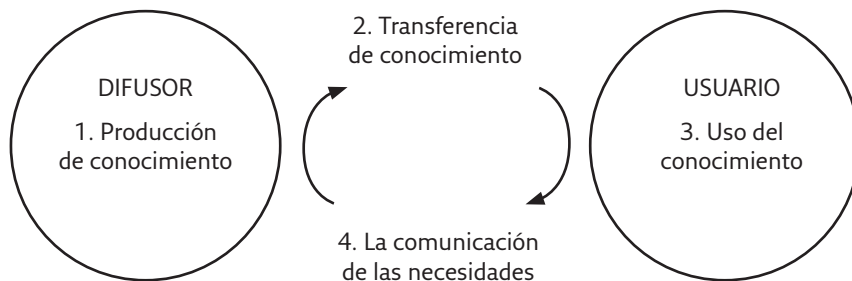 DIFUSOR
1. Producción
de conocimiento
2. Transferencia
de conocimiento
USUARIO
3. Uso del
conocimiento
4. La comunicación
de las necesidades